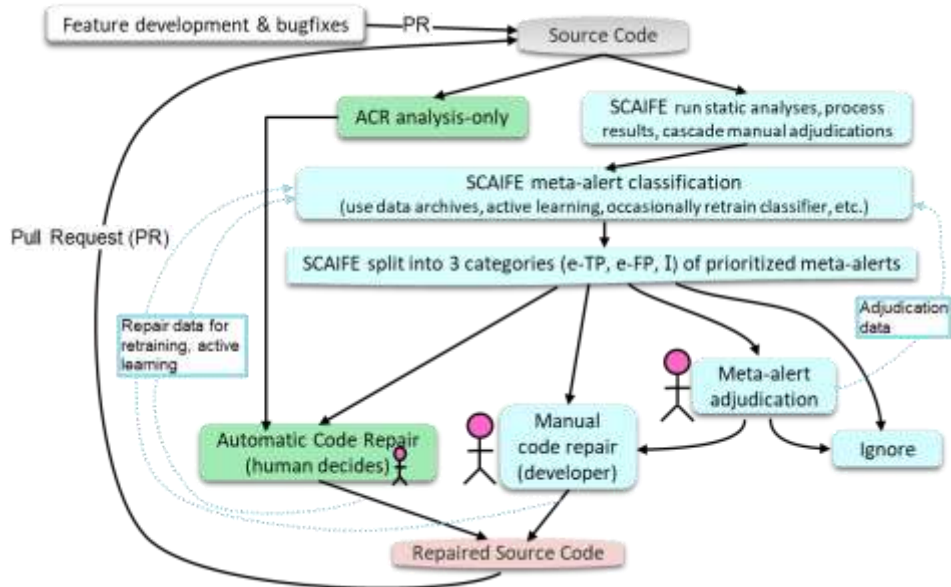 Feature development & bugfixes
PR
Source Code
ACR analysis-only
SCAIFE run static analyses, process
results, cascade manual adjudications
SCAIFE meta-alert classification
(use data archives, active learning, occasionally retrain classifier, etc.)
Pull Request (PR)
SCAIFE split into 3 categories (e-TP, e-FP, I) of prioritized meta-alerts
Repair data for
retraining, active
learning
Adjudication
data
Meta-alert
adjudication
Automatic Code Repair
(human decides)
Manual
code repair
(developer)
Ignore
Repaired Source Code